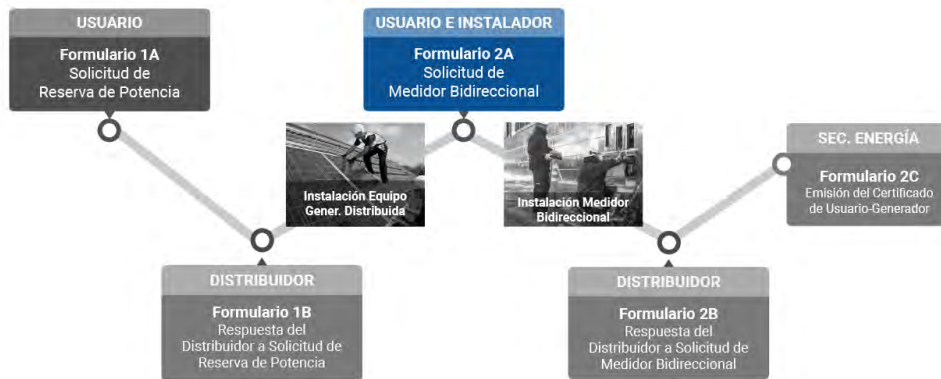 USUARIO
Formulario 1A
Solicitud de
Reserva de Potencia
USUARIO E INSTALADOR
Formulario 2A
Solicitud de
Medidor Bidireccional
SEC. ENERGÍA
Formulario 2C
Emisión del Certificado
de Usuario-Generador
Instalación Equipo
Gener. Distribuida
Instalación Medidor
Bidireccional
DISTRIBUIDOR
Formulario 1B
Respuesta del
Distribuidor a Solicitud de
Reserva de Potencia
DISTRIBUIDOR
Formulario 2B
Respuesta del
Distribuidor a Solicitud de
Medidor Bidireccional